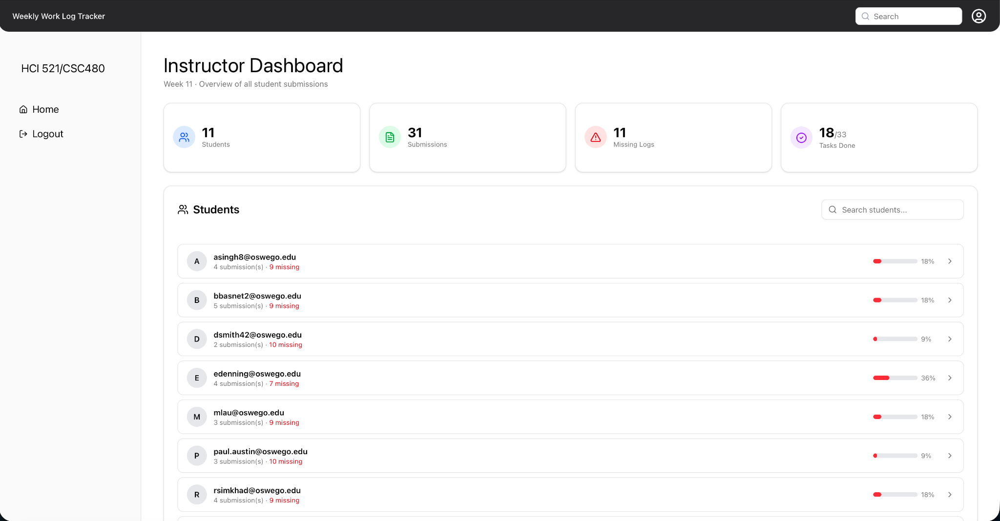 Weekly Work Log Tracker
Search
HCI 521/CSC480
Home
Logout
Instructor Dashboard
Week 11 · Overview of all student submissions
11
Students
31
Submissions
11
Missing Logs
18/33
Tasks Done
Students
Search students...
A
asingh8@oswego.edu
4 submission(s) · 9 missing
18%
B
bbasnet2@oswego.edu
5 submission(s) · 9 missing
18%
D
dsmith42@oswego.edu
2 submission(s) · 10 missing
9%
E
edenning@oswego.edu
4 submission(s) · 7 missing
36%
M
mlau@oswego.edu
3 submission(s) · 9 missing
18%
P
paul.austin@oswego.edu
3 submission(s) · 10 missing
9%
R
rsimkhad@oswego.edu
4 submission(s) · 9 missing
18%